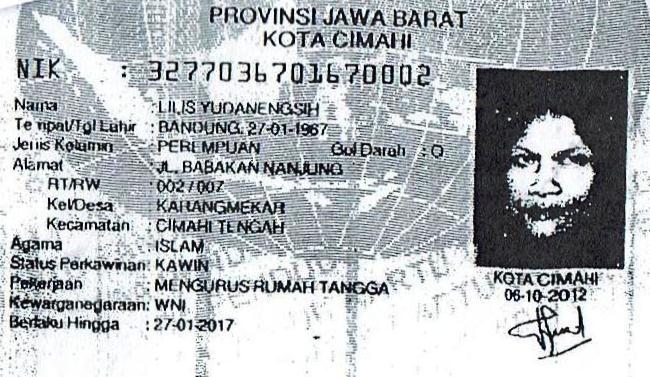 PROVINSI JAWA BARAT
KOTA CIMAHI
NIK : 3277036701670002
Nama : LILIS YUDANENGSIH
Tempat/Tgl Lahir : BANDUNG, 27-01-1967
Jenis Kelamin : PEREMPUAN Gol Darah : O
Alamat : JL. BABAKAN NANJUNG
RT/RW : 002/007
Kel/Desa : KARANGMEKAR
Kecamatan : CIMAHI TENGAH
Agama : ISLAM
Status Perkawinan: KAWIN
Pekerjaan : MENGURUS RUMAH TANGGA
Kewarganegaraan: WNI
Berlaku Hingga : 27-01-2017
KOTA CIMAHI
06-10-2012